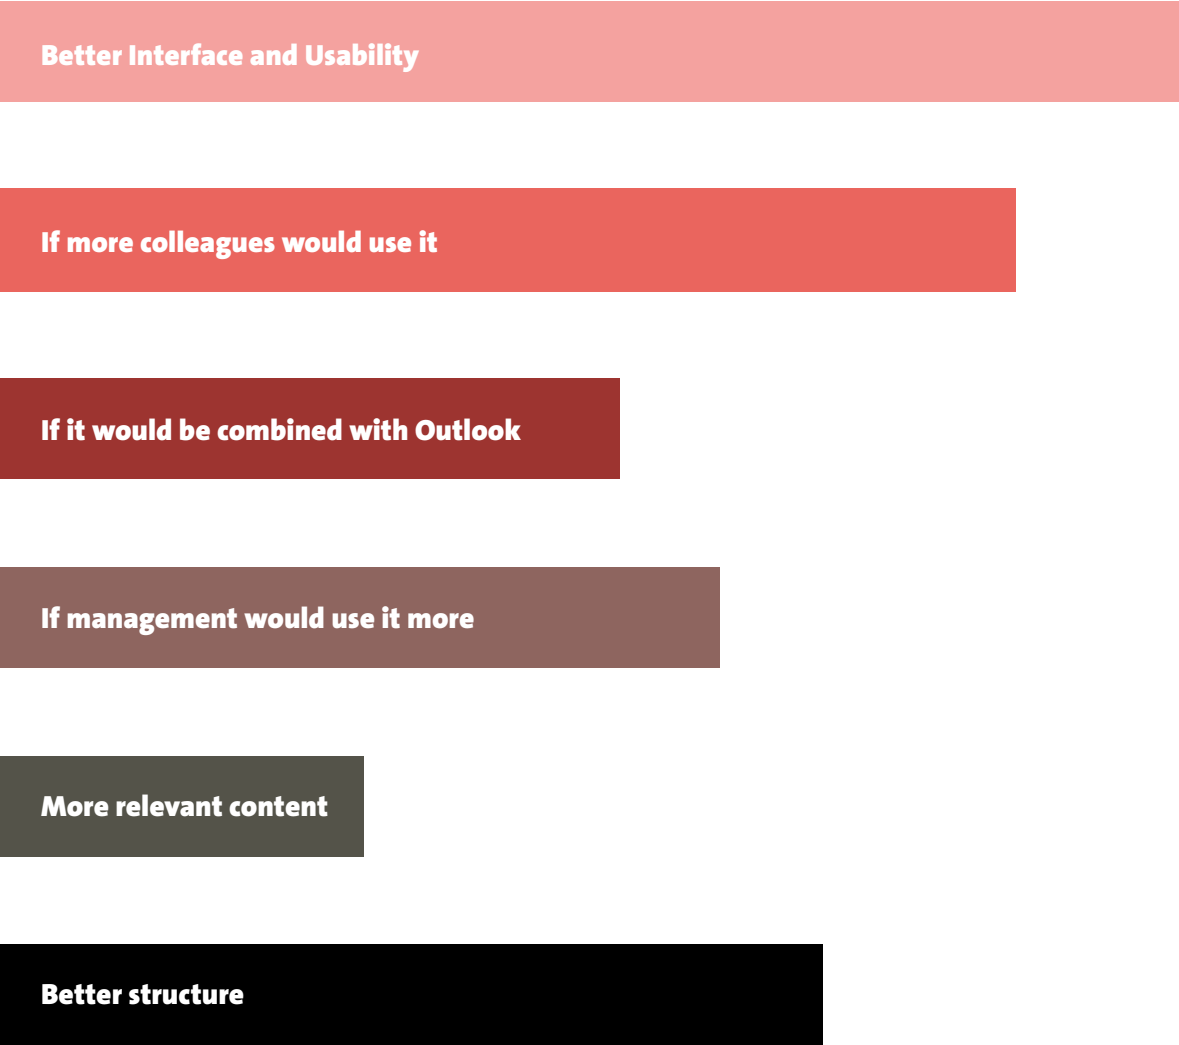 Better Interface and Usability
If more colleagues would use it
If it would be combined with Outlook
If management would use it more
More relevant content
Better structure